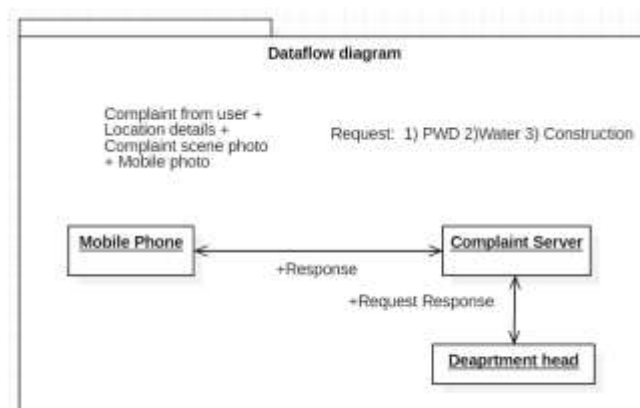 Dataflow diagram
Complaint from user +
Location details +
Complaint scene photo
+ Mobile photo
Request: 1) PWD 2)Water 3) Construction
Mobile Phone
Complaint Server
+Response
+Request Response
Deaprtment head